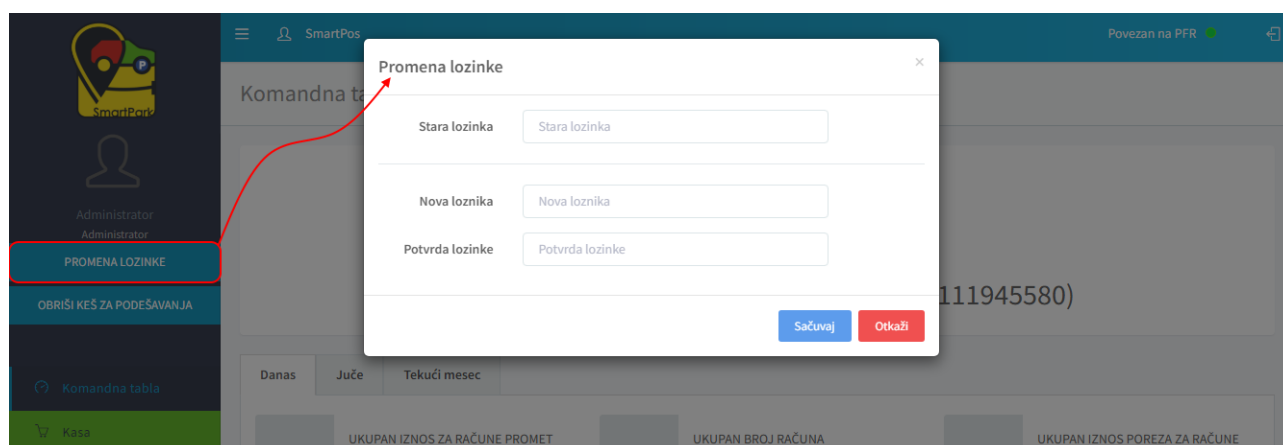 SmartPos
Povezan na PFR
P
SmartPark
Promena lozinke
×
Komandna ta
Stara lozinka
Stara lozinka
Nova loznika
Nova loznika
Potvrda lozinke
Potvrda lozinke
Administrator
Administrator
PROMENA LOZINKE
OBRIŠI KEŠ ZA PODEŠAVANJA
111945580)
Sačuvaj
Otkaži
Danas
Juče
Tekući mesec
Komandna tabla
Kasa
UKUPAN IZNOS ZA RAČUNE PROMET
UKUPAN BROJ RAČUNA
UKUPAN IZNOS POREZA ZA RAČUNE